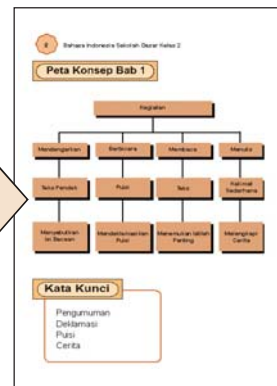 Bahasa Indonesia Sekolah Dasar Kelas 2
Peta Konsep Bab 1
Kegiatan
Mendengarkan
Berbicara
Membaca
Menulis
Teks Pendek
Puisi
Teks
Kalimat
Sederhana
Menyebutkan
Isi Bacaan
Mendeklamasikan
Puisi
Menemukan Istilah
Penting
Melengkapi
Cerita
Kata Kunci
Pengumuman
Deklamasi
Puisi
Cerita